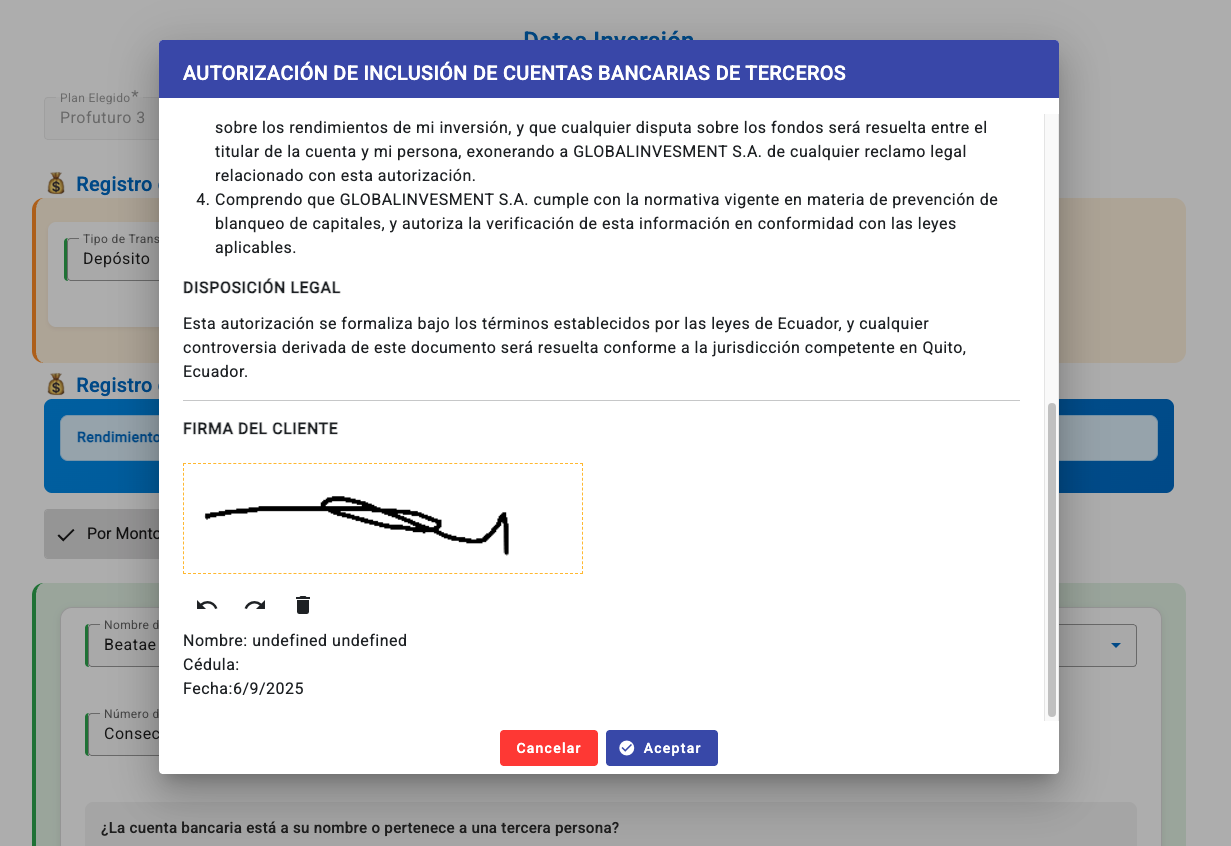 Datos Inversión
AUTORIZACIÓN DE INCLUSIÓN DE CUENTAS BANCARIAS DE TERCEROS
Plan Elegido*
Profuturo 3
sobre los rendimientos de mi inversión, y que cualquier disputa sobre los fondos será resuelta entre el
titular de la cuenta y mi persona, exonerando a GLOBALINVESMENT S.A. de cualquier reclamo legal
relacionado con esta autorización.
4. Comprendo que GLOBALINVESMENT S.A. cumple con la normativa vigente en materia de prevención de
blanqueo de capitales, y autoriza la verificación de esta información en conformidad con las leyes
aplicables.
Registro
Tipo de Trans
Depósito
DISPOSICIÓN LEGAL
Esta autorización se formaliza bajo los términos establecidos por las leyes de Ecuador, y cualquier
controversia derivada de este documento será resuelta conforme a la jurisdicción competente en Quito,
Ecuador.
Registro
Rendimiento
FIRMA DEL CLIENTE
Por Monto
Nombre d
Beatae
Nombre: undefined undefined
Cédula:
Fecha:6/9/2025
Número d
Consec
Cancelar
Aceptar
¿La cuenta bancaria está a su nombre o pertenece a una tercera persona?